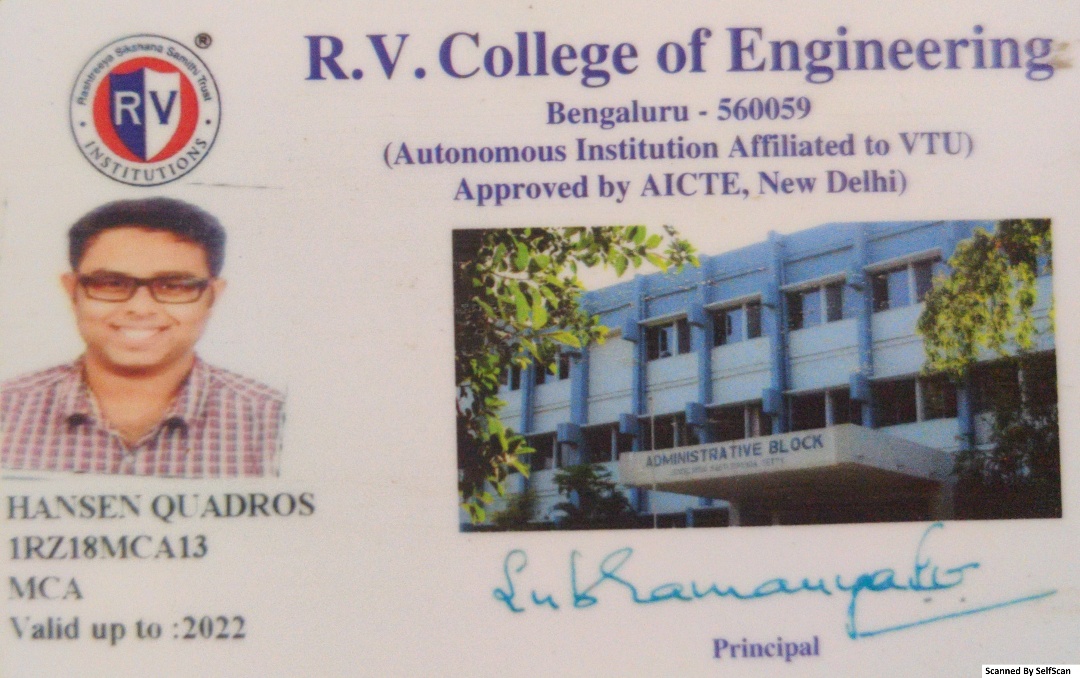 Rashtreeya Sikshana Samithi Trust
®
RV
INSTITUTIONS
R.V. College of Engineering
Bengaluru - 560059
(Autonomous Institution Affiliated to VTU)
Approved by AICTE, New Delhi)
ADMINISTRATIVE BLOCK
HANSEN QUADROS
1RZ18MCA13
MCA
Valid up to :2022
Principal
Scanned By SelfScan